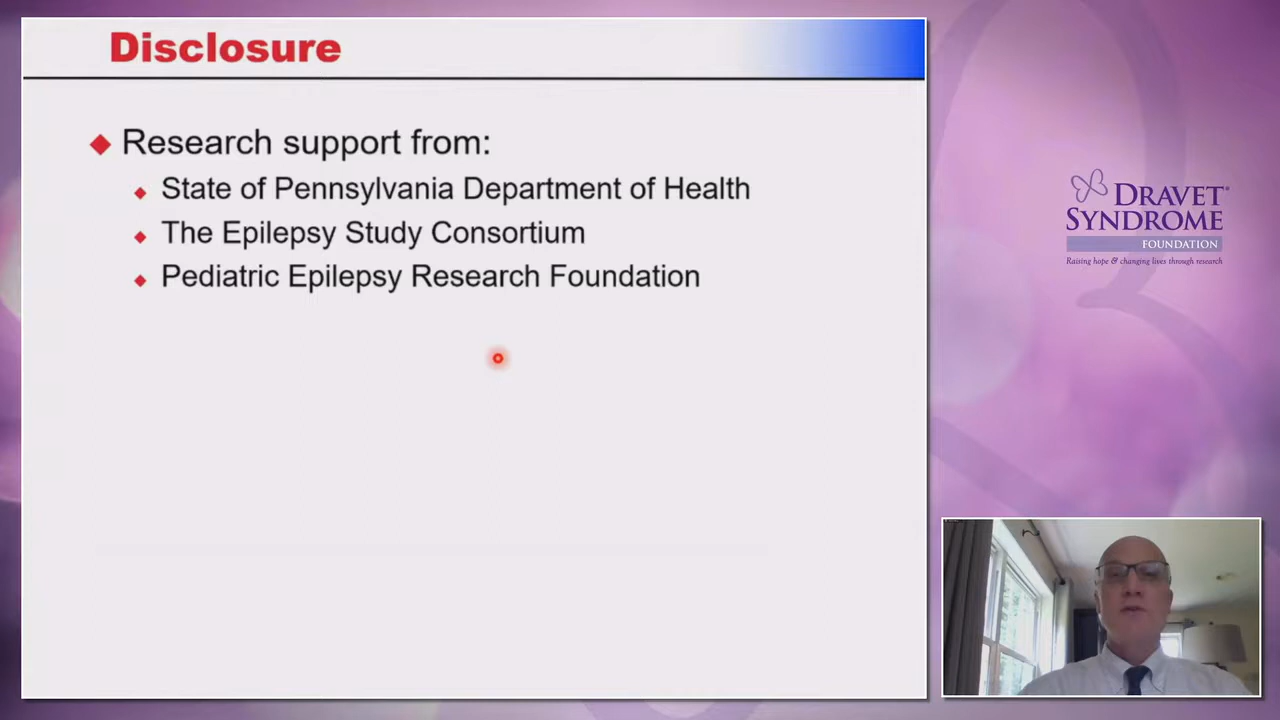 Disclosure
Research support from:
State of Pennsylvania Department of Health
The Epilepsy Study Consortium
Pediatric Epilepsy Research Foundation
DRAVET
SYNDROME
FOUNDATION
Raising hope & changing lives through research